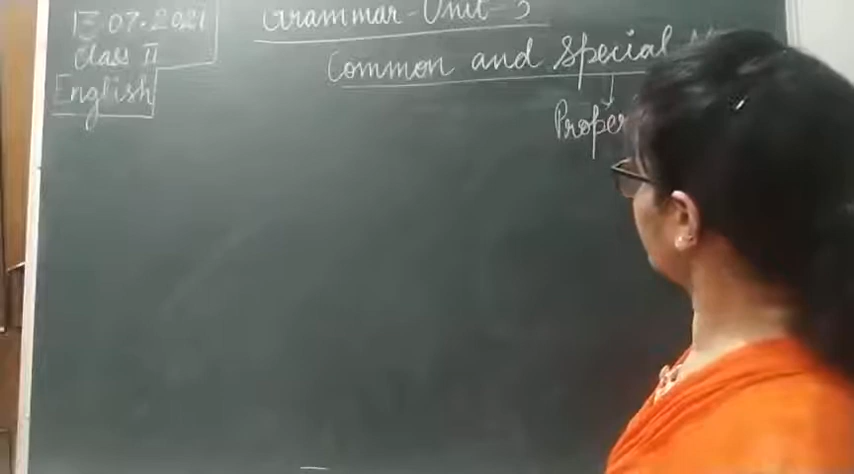 13.07.2021
Class II
English
Grammar - Unit - 3
Common and Special
Proper